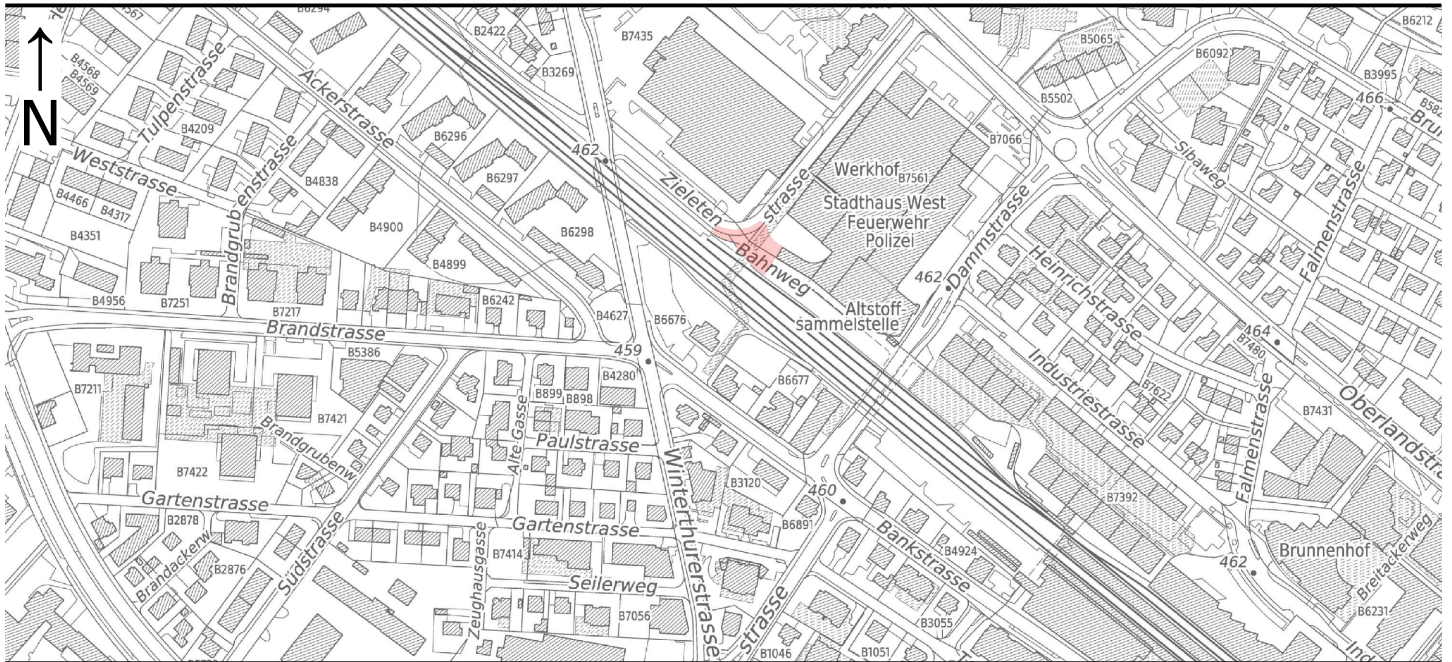 N
B4567
B6294
B2422
B7435
B5065
B6212
B4568
B4569
Tulpenstrasse
B4209
Ackerstrasse
B3269
B6092
B3995
B5502
466
Weststrasse
B4838
B6296
462
B7066
Sibaweg
B4466
B4317
B4351
Brandgrubenstrasse
B4900
B6297
Zieleten
strasse
Werkhof
B7561
Stadthaus West
Feuerwehr
Polizei
Dammstrasse
Falmenstrasse
B4899
B6298
Bahnweg
462
Heinrichstrasse
B4956
B7251
B7217
B6242
B4627
B6676
Altstoff-
sammelstelle
464
B7480
Brandstrasse
B5386
459
B4280
B6677
Industriestrasse
B7622
Oberlandstra
B7211
B7421
B899
B898
Alte Gasse
Paulstrasse
Falmenstrasse
B7431
Brandgrubenw
B7422
Winterthurerstrasse
B3120
B7392
Gartenstrasse
460
B2878
Gartenstrasse
B6891
Bankstrasse
B4924
Brandackerw
B2876
Südstrasse
Zeughausgasse
B7414
Seilerweg
B7056
strasse
B3055
B1046
B1051
462
Brunnenhof
Breitackerweg
B6231